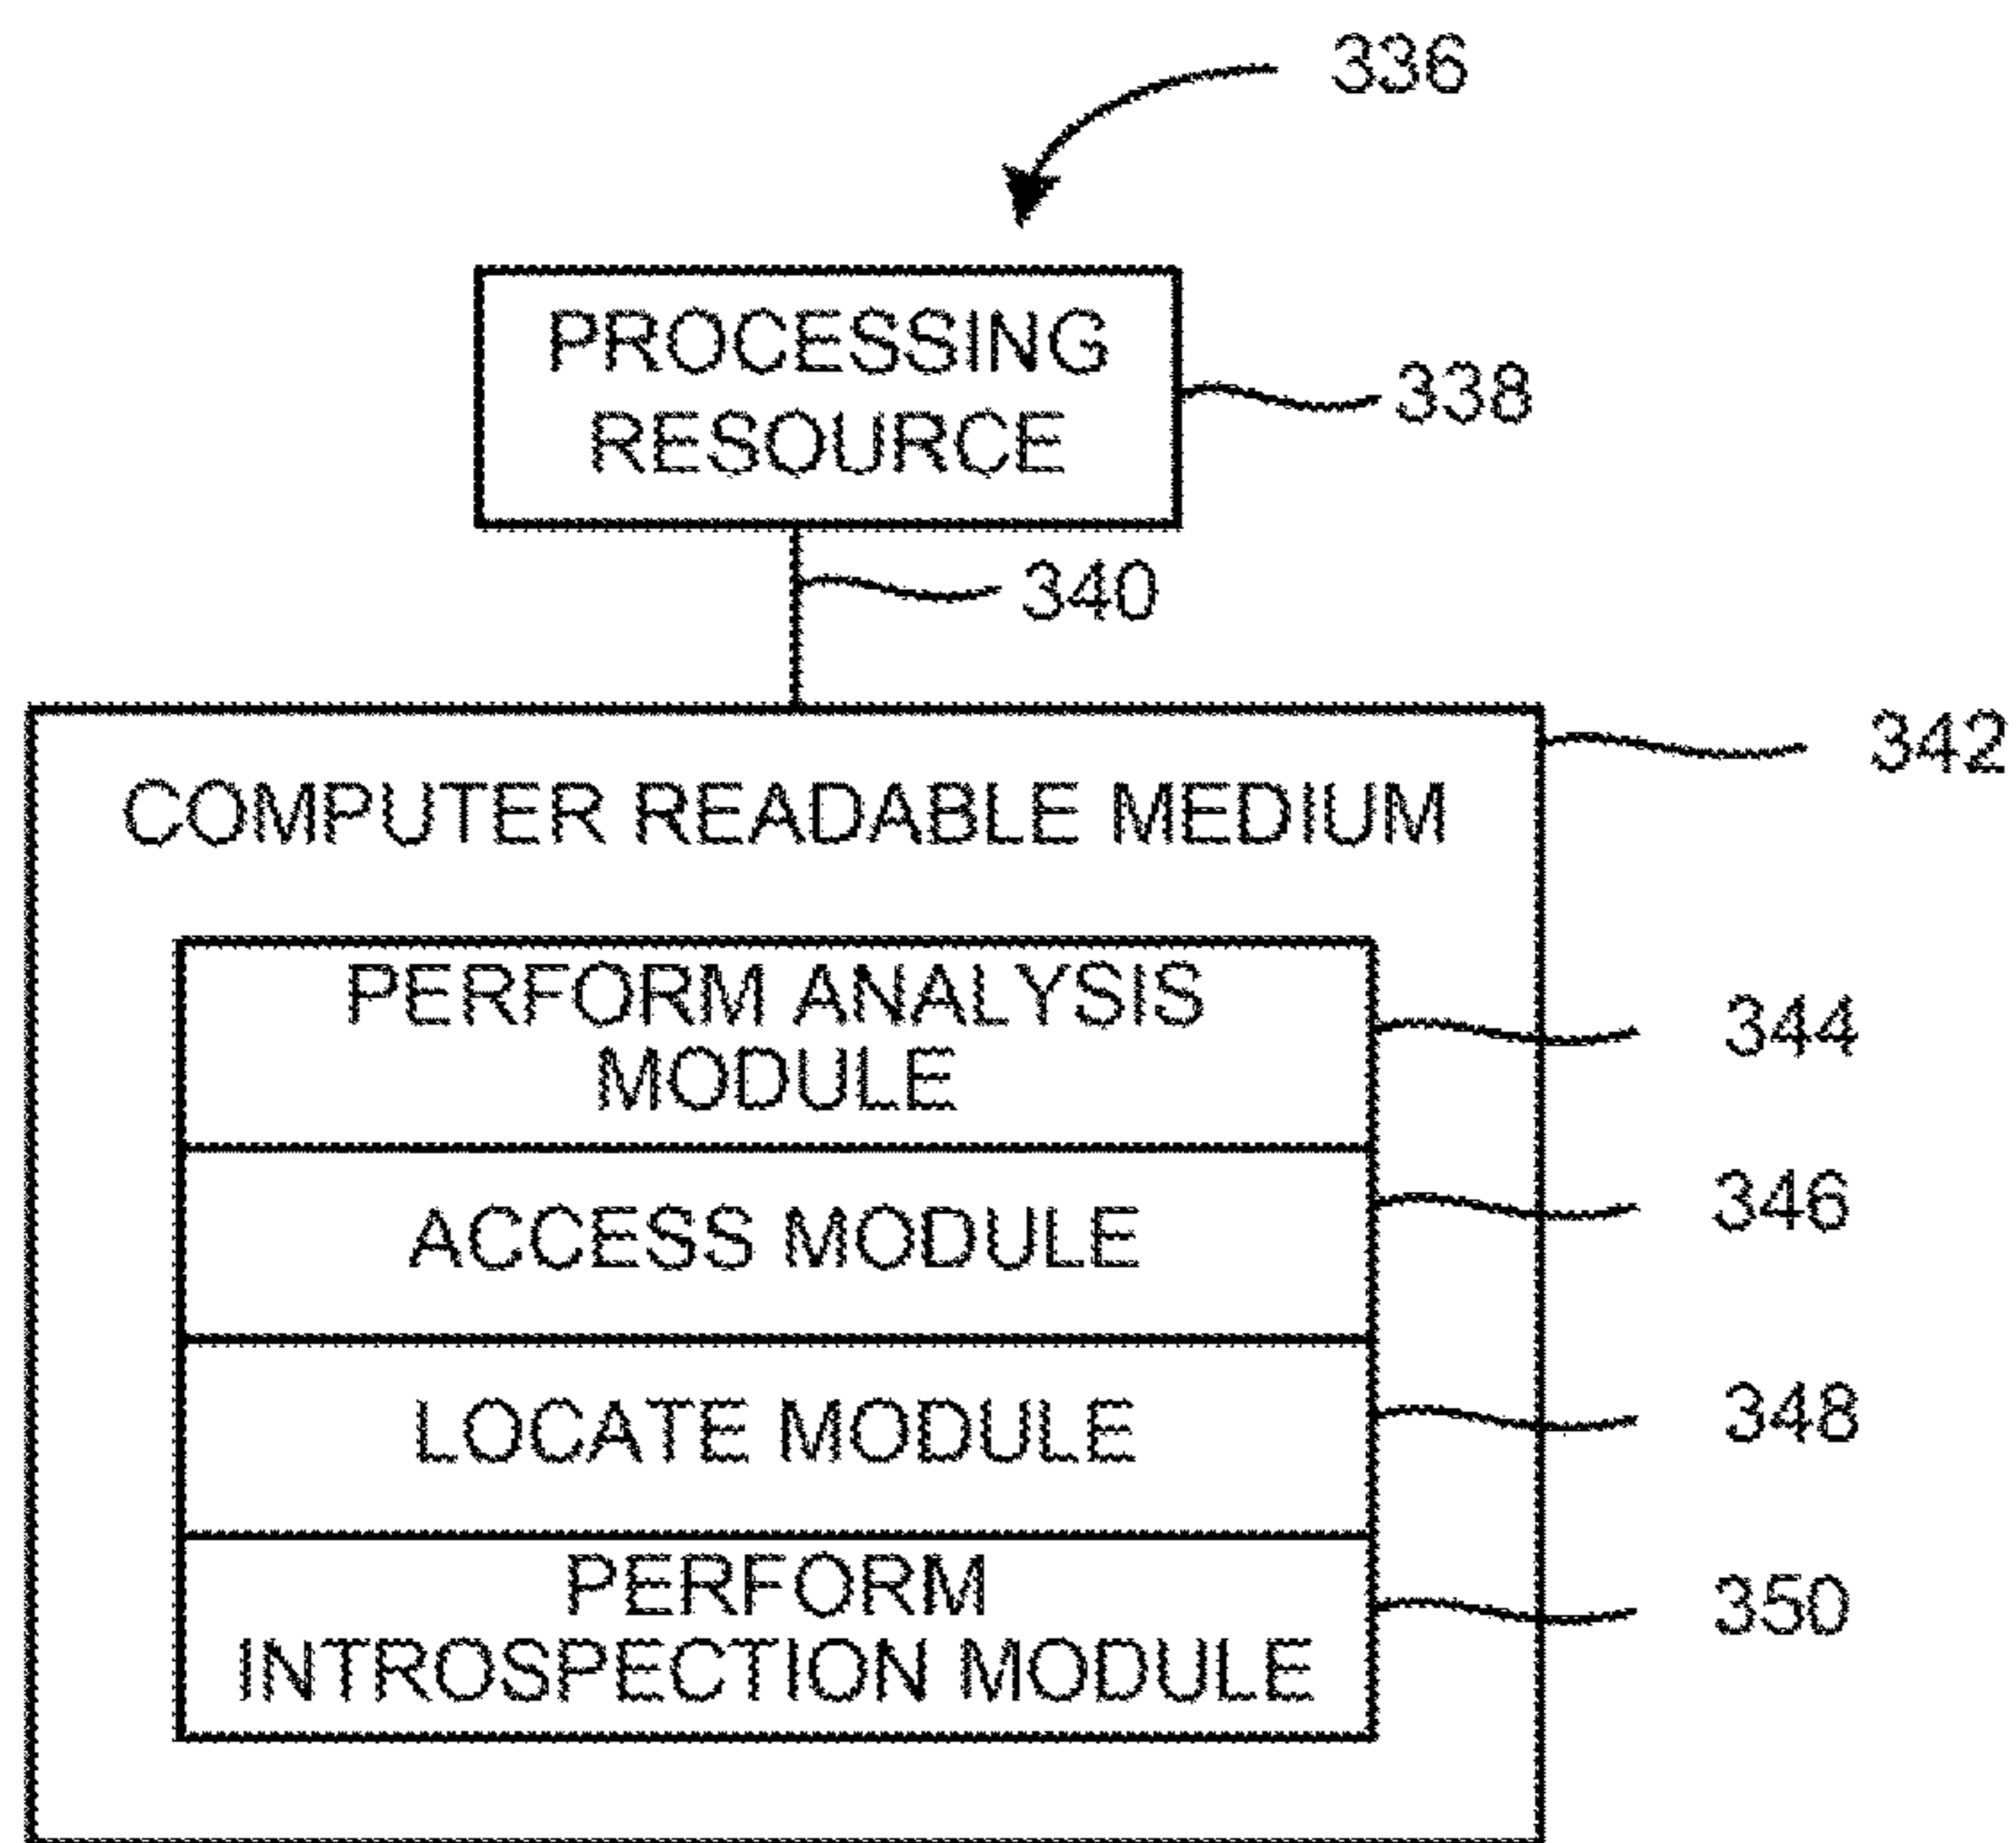 336
PROCESSING
RESOURCE
338
340
342
COMPUTER READABLE MEDIUM
PERFORM ANALYSIS
MODULE
344
ACCESS MODULE
346
LOCATE MODULE
348
PERFORM
INTROSPECTION MODULE
350